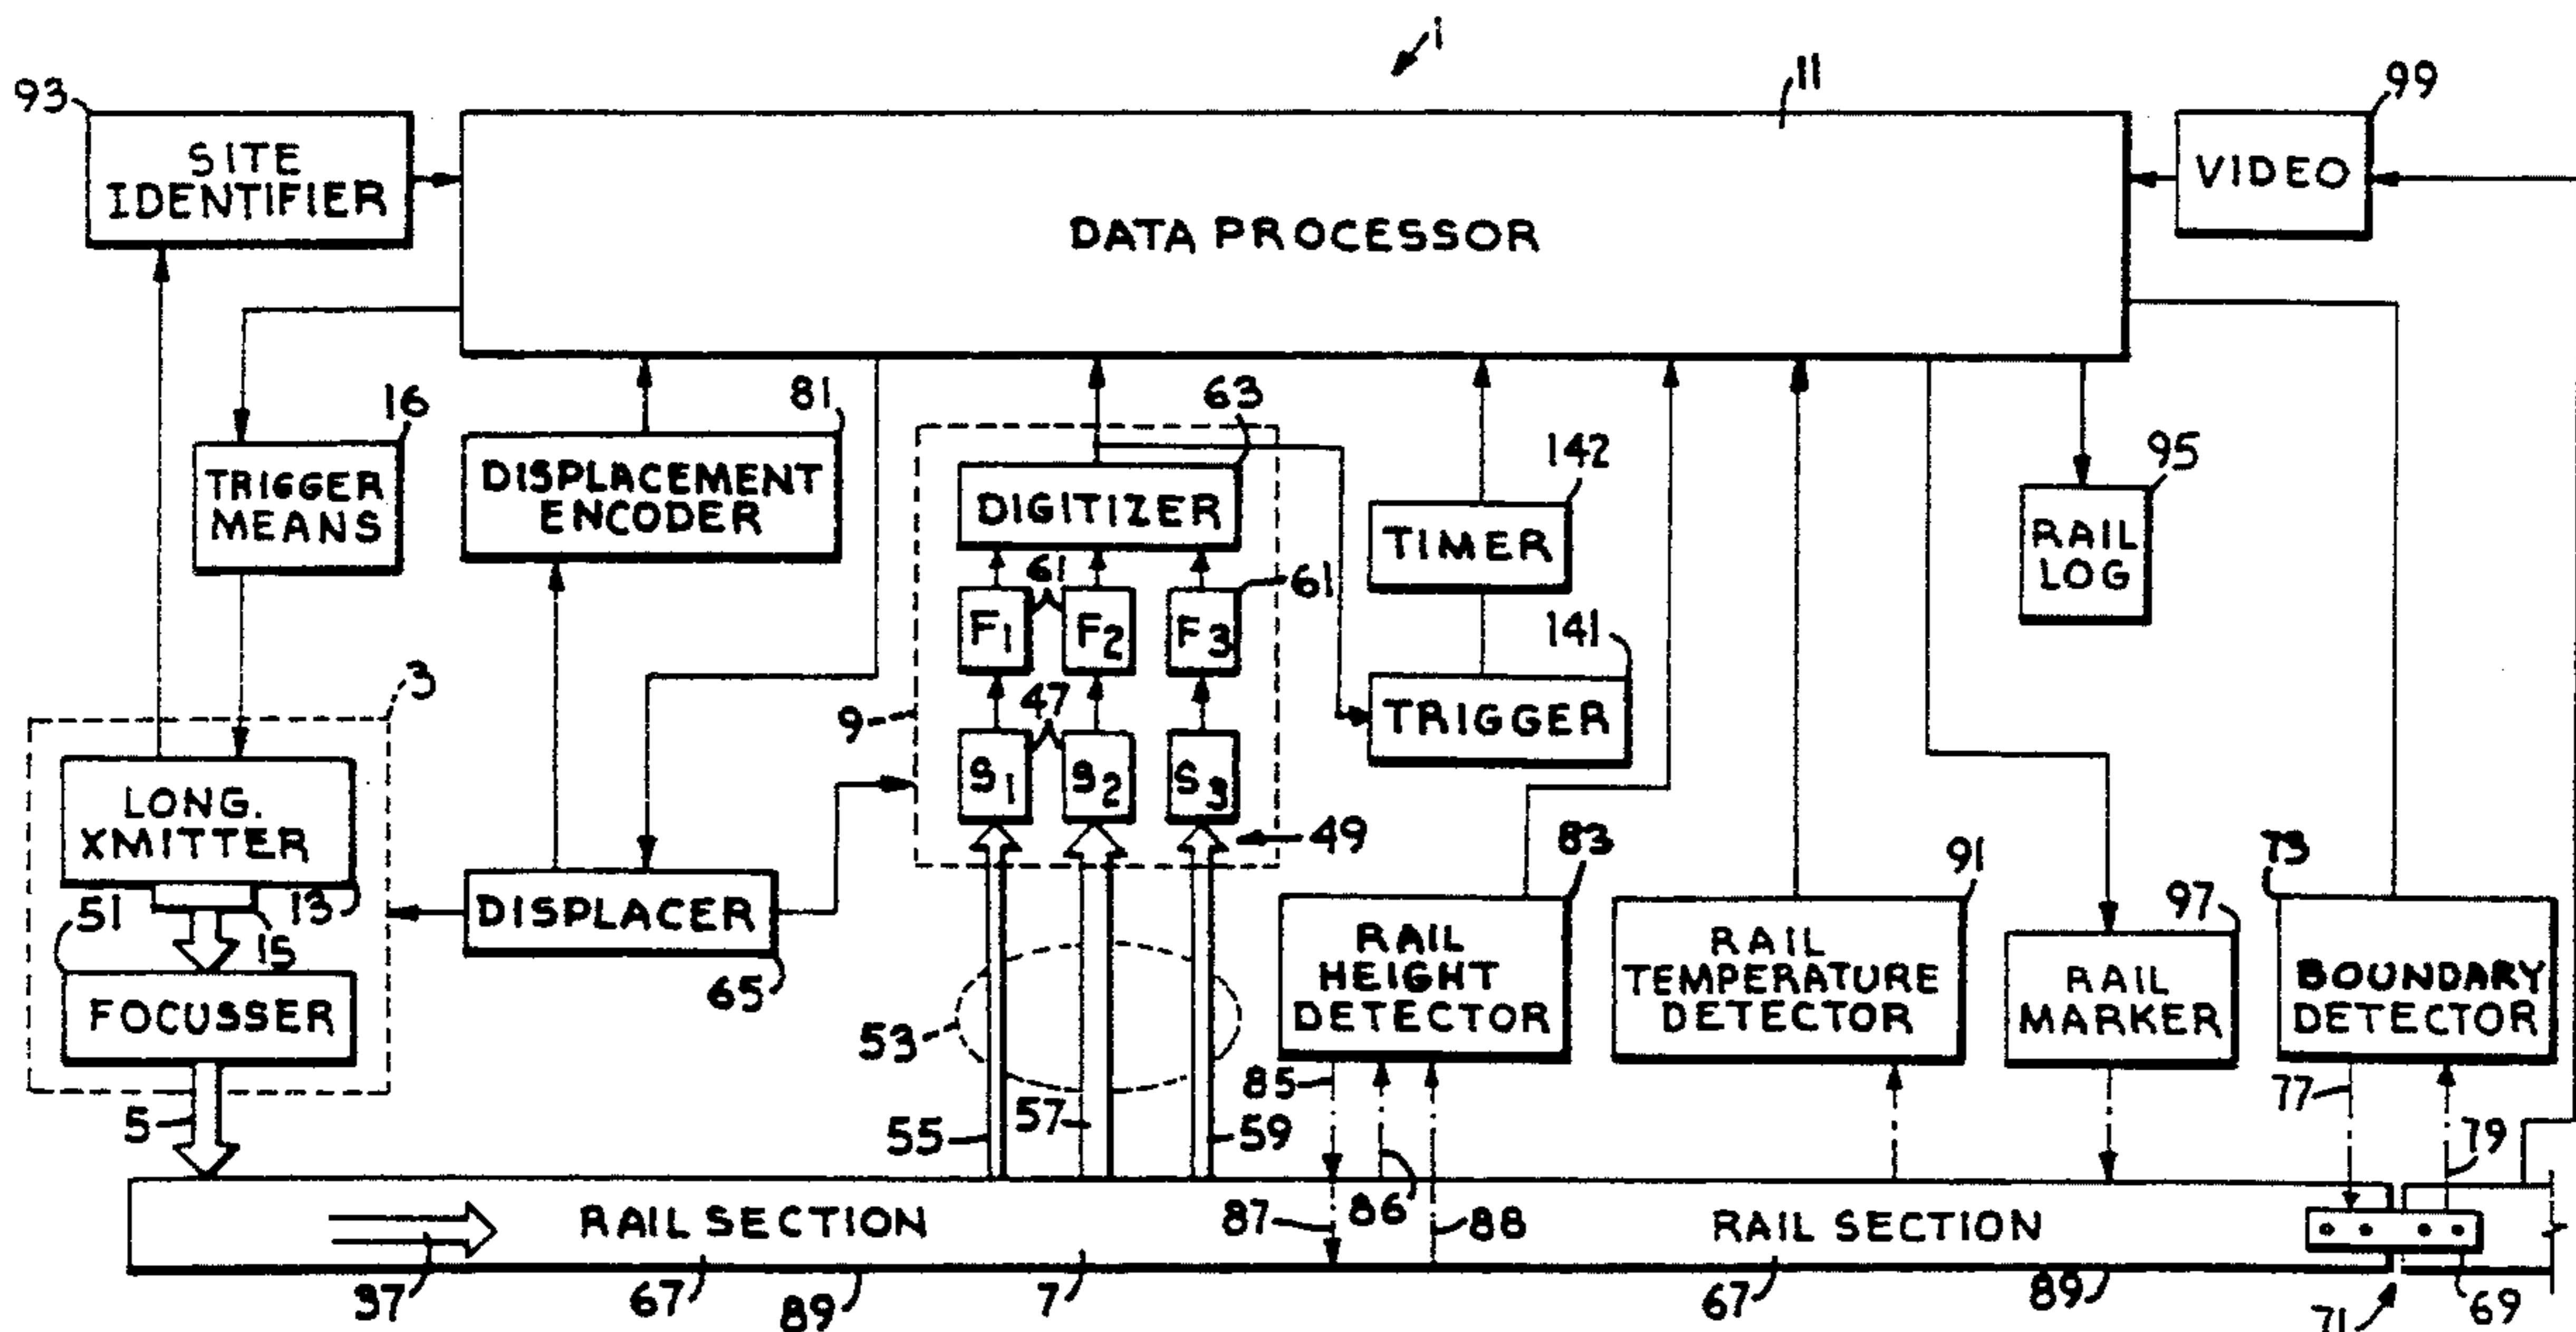 1
93
11
99
SITE
IDENTIFIER
DATA PROCESSOR
VIDEO
16
81
63
142
95
TRIGGER
MEANS
DISPLACEMENT
ENCODER
DIGITIZER
TIMER
RAIL
LOG
61
61
F1
F2
F3
141
3
9
47
TRIGGER
S1
S2
S3
49
LONG.
XMITTER
83
91
97
73
51
13
15
DISPLACER
65
FOCUSSER
53
RAIL
HEIGHT
DETECTOR
RAIL
TEMPERATURE
DETECTOR
RAIL
MARKER
BOUNDARY
DETECTOR
5
55
57
59
85
86
77
79
RAIL SECTION
87
88
RAIL SECTION
37
67
89
7
67
89
71
69